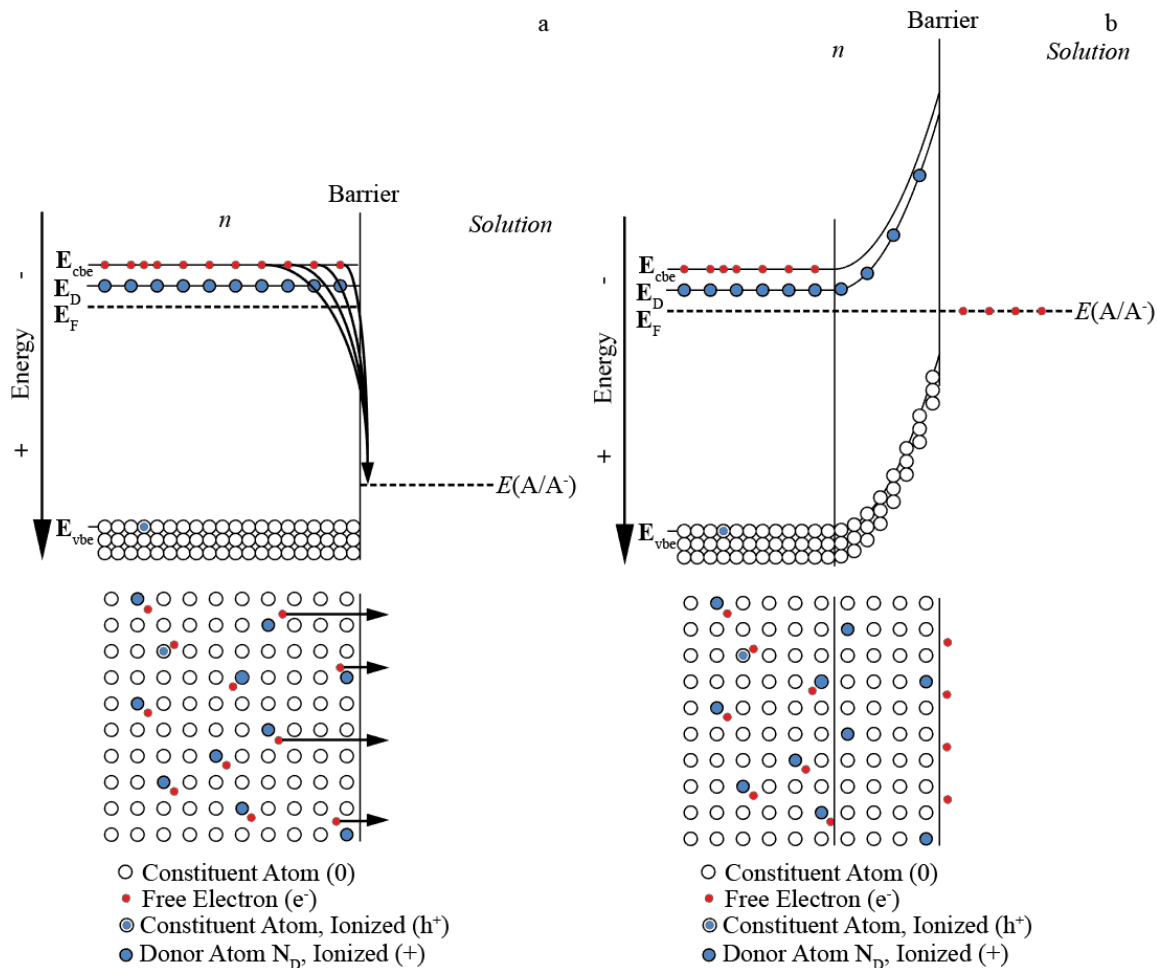 a
Barrier
n
Solution
E_cbe
E_D
E_F
-
Energy
+
E(A/A⁻)
E_vbe
Constituent Atom (0)
Free Electron (e⁻)
Constituent Atom, Ionized (h⁺)
Donor Atom N_D, Ionized (+)
b
Barrier
n
Solution
E_cbe
E_D
E_F
-
Energy
+
E(A/A⁻)
E_vbe
Constituent Atom (0)
Free Electron (e⁻)
Constituent Atom, Ionized (h⁺)
Donor Atom N_D, Ionized (+)